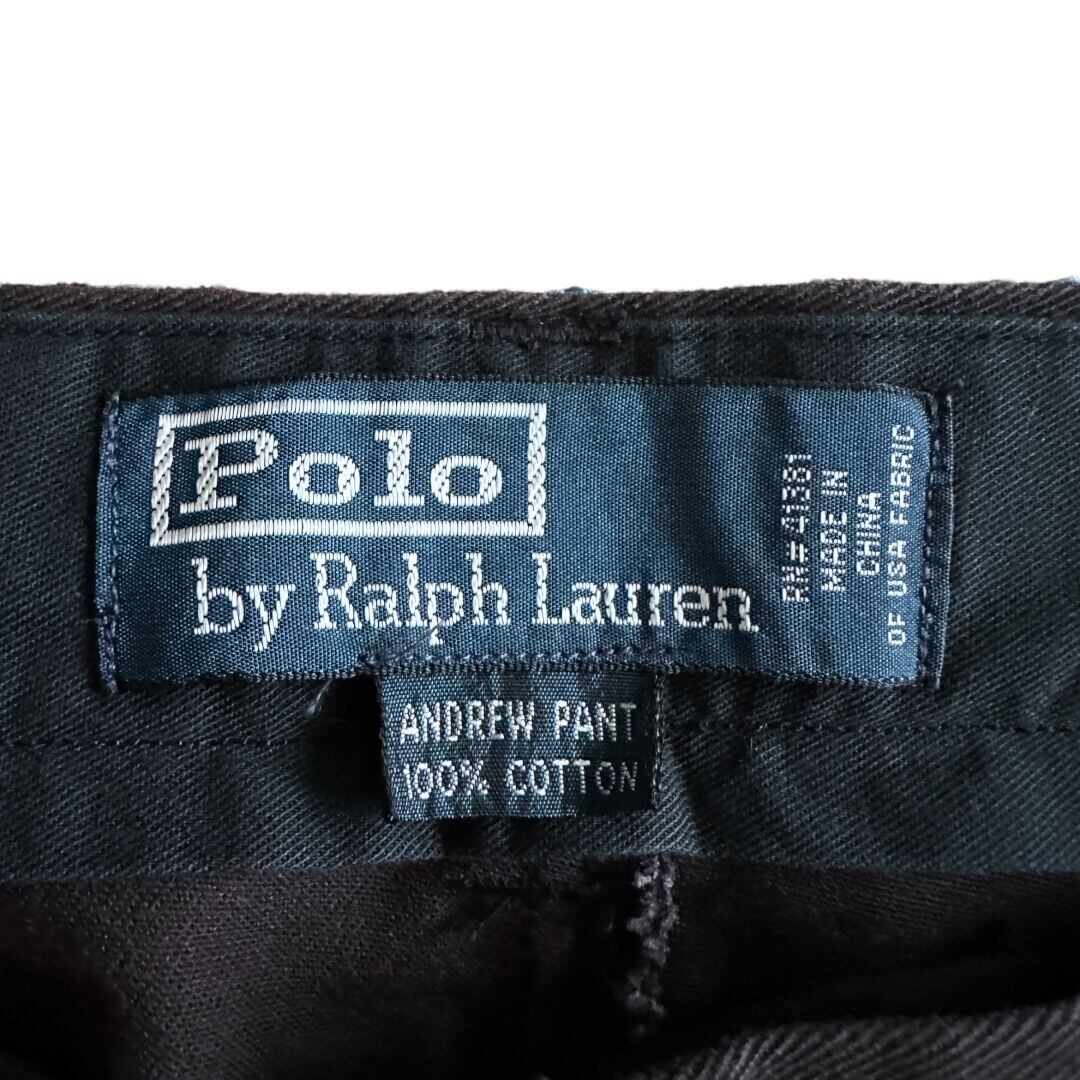 Polo
by Ralph Lauren
RN# 41381
MADE IN
CHINA
OF USA FABRIC
ANDREW PANT
100% COTTON